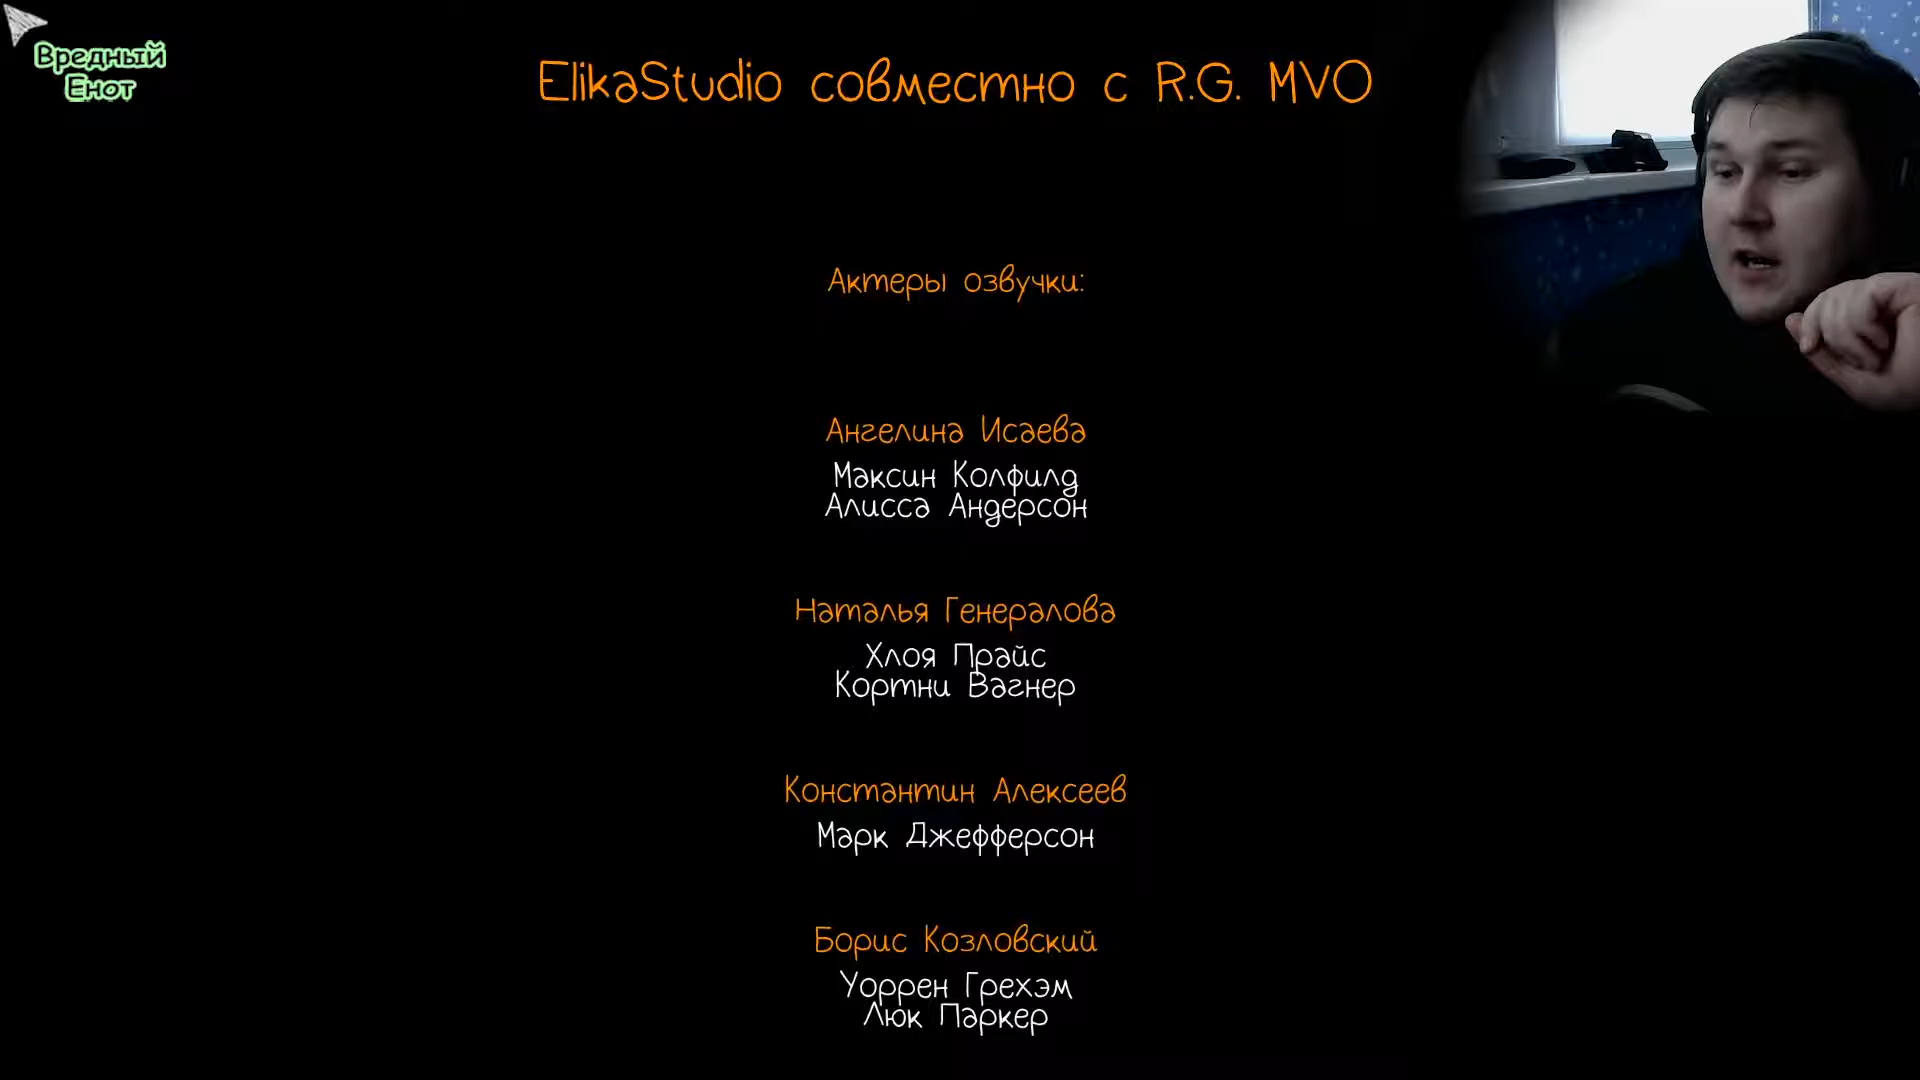 Вредный
Енот
ElikaStudio совместно с R.G. MVO
Актеры озвучки:
Ангелина Исаева
Максин Колфилд
Алисса Андерсон
Наталья Генералова
Хлоя Прайс
Кортни Вагнер
Константин Алексеев
Марк Джефферсон
Борис Козловский
Уоррен Грехэм
Люк Паркер